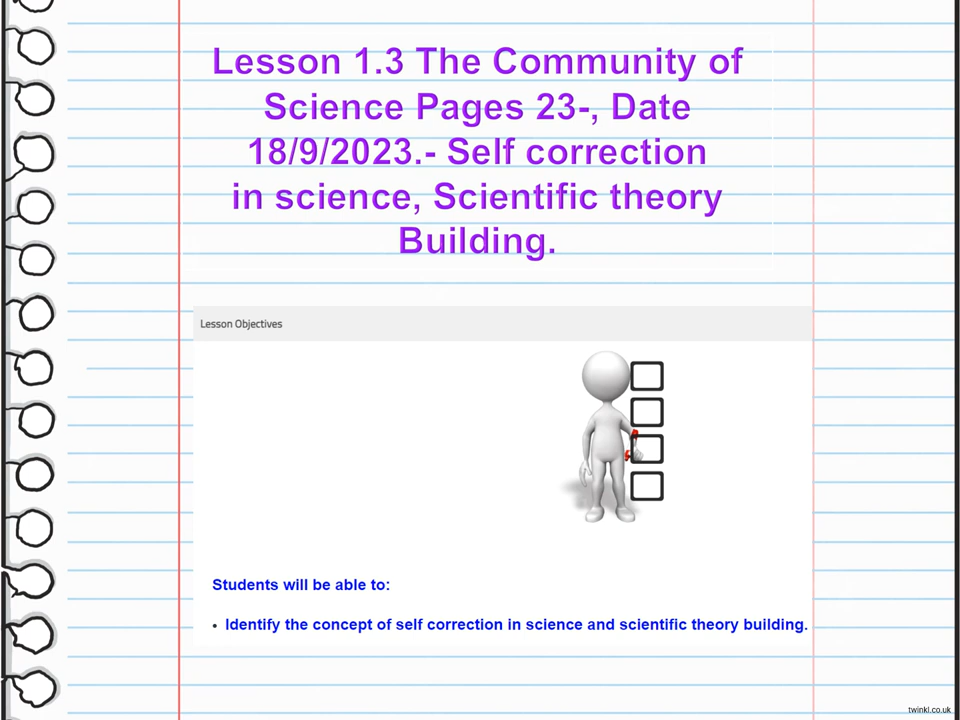 Lesson 1.3 The Community of
Science Pages 23-, Date
18/9/2023.- Self correction
in science, Scientific theory
Building.
Lesson Objectives
Students will be able to:
• Identify the concept of self correction in science and scientific theory building.
twinkl.co.uk